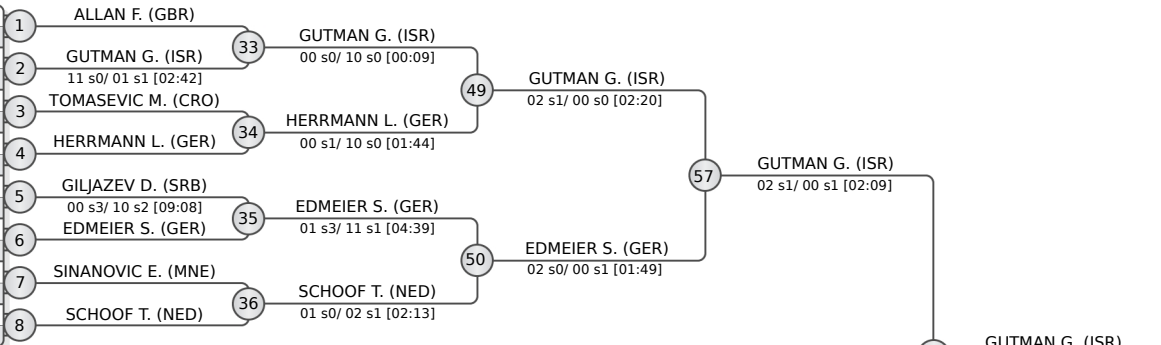 1
ALLAN F. (GBR)
2
GUTMAN G. (ISR)
11 s0/ 01 s1 [02:42]
3
TOMASEVIC M. (CRO)
4
HERRMANN L. (GER)
5
GILJAZEV D. (SRB)
00 s3/ 10 s2 [09:08]
6
EDMEIER S. (GER)
7
SINANOVIC E. (MNE)
8
SCHOOF T. (NED)
33
GUTMAN G. (ISR)
00 s0/ 10 s0 [00:09]
34
HERRMANN L. (GER)
00 s1/ 10 s0 [01:44]
35
EDMEIER S. (GER)
01 s3/ 11 s1 [04:39]
36
SCHOOF T. (NED)
01 s0/ 02 s1 [02:13]
49
GUTMAN G. (ISR)
02 s1/ 00 s0 [02:20]
50
EDMEIER S. (GER)
02 s0/ 00 s1 [01:49]
57
GUTMAN G. (ISR)
02 s1/ 00 s1 [02:09]
GUTMAN G. (ISR)